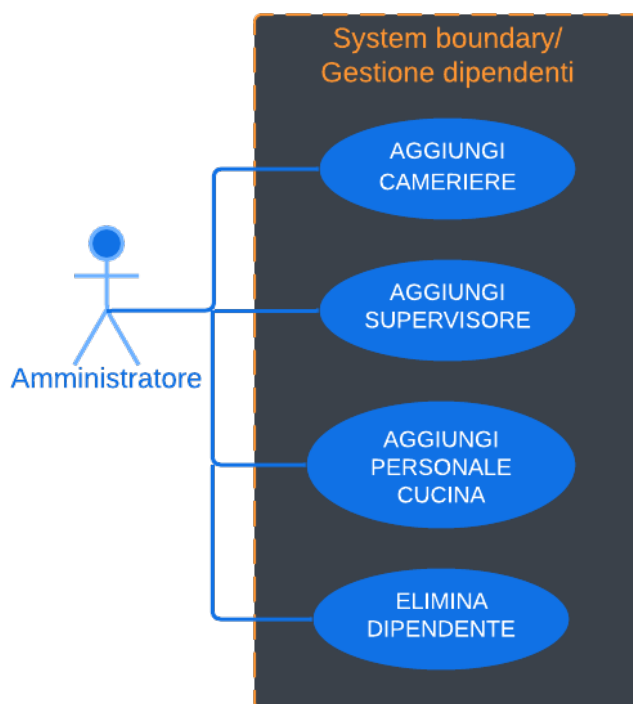 System boundary/
Gestione dipendenti
AGGIUNGI
CAMERIERE
AGGIUNGI
SUPERVISORE
Amministratore
AGGIUNGI
PERSONALE
CUCINA
ELIMINA
DIPENDENTE